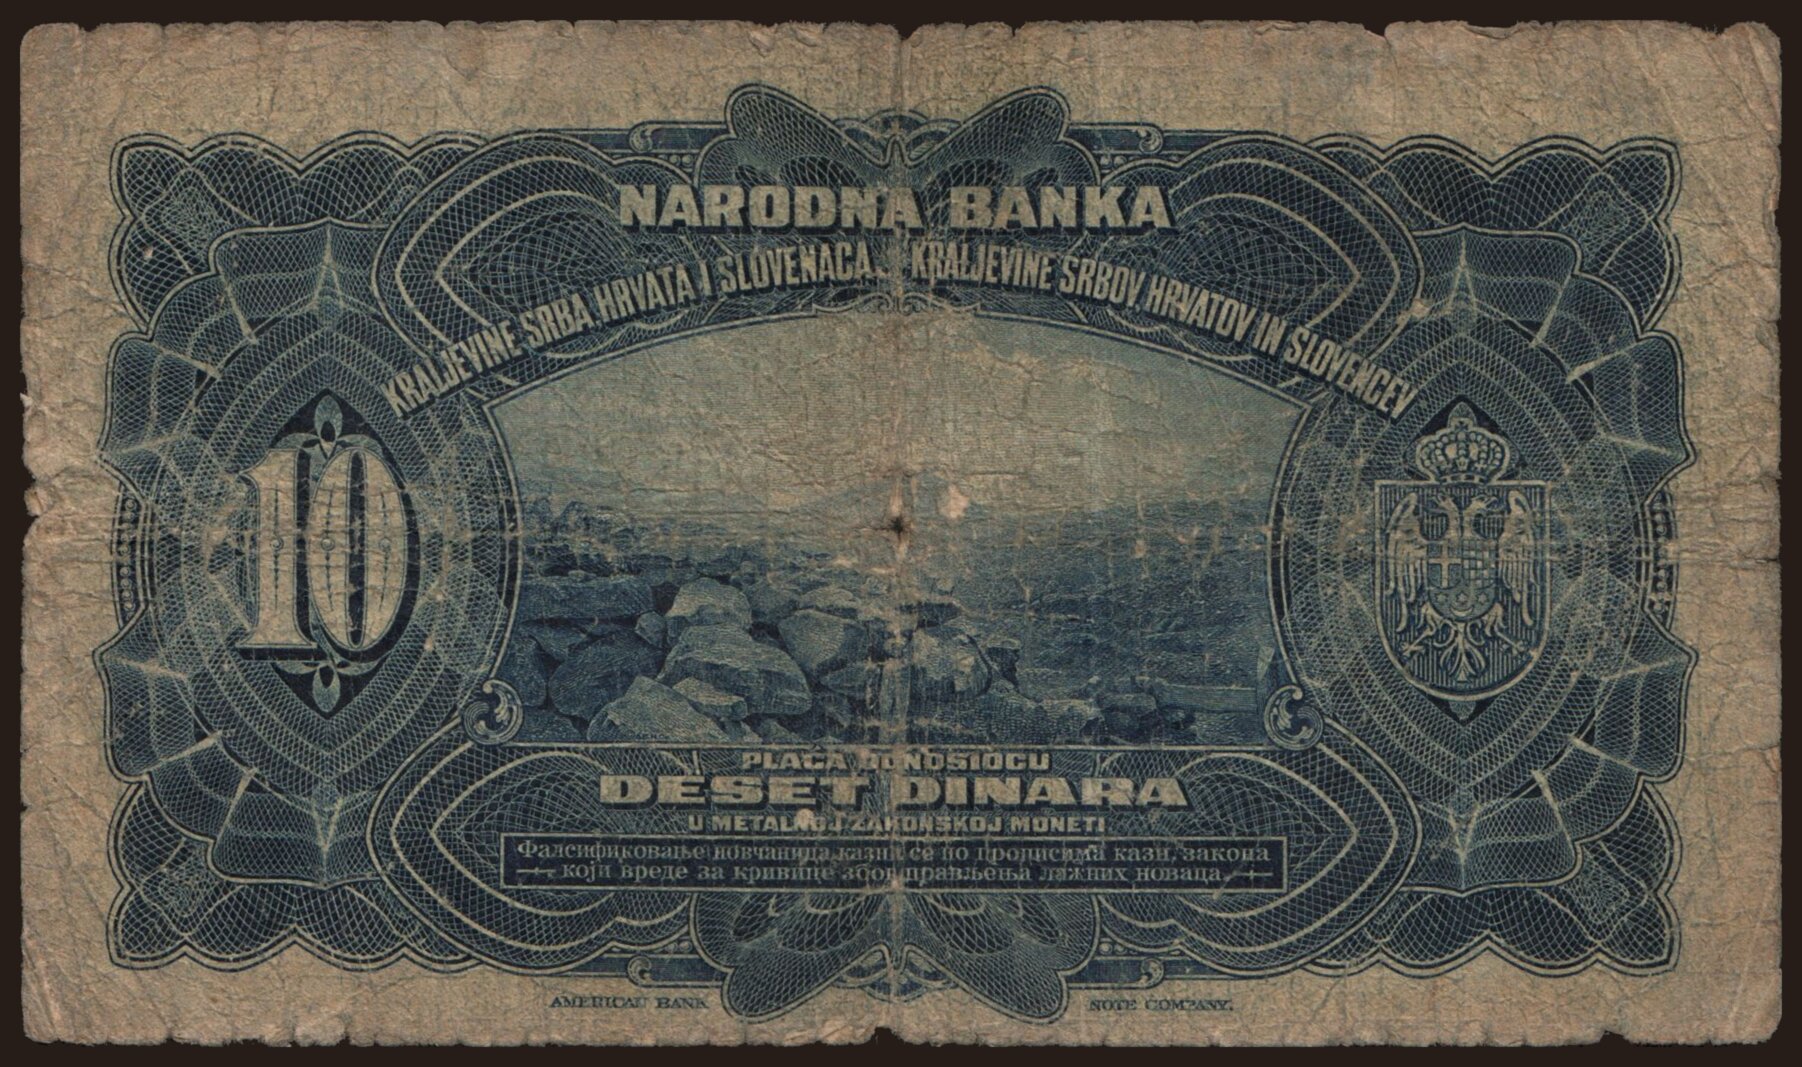 NARODNA BANKA
KRALJEVINE SRBA, HRVATA I SLOVENACA. KRALJEVINE SRBOV, HRVATOV IN SLOVENCEV
10
PLAĆA DONOSIOCU
DESET DINARA
U METALNOJ ZAKONSKOJ MONETI
Фалсификовање новчаница казни се по прописима казн. закона
који вреде за кривице због прављења лажних новаца.
AMERICAN BANK NOTE COMPANY.